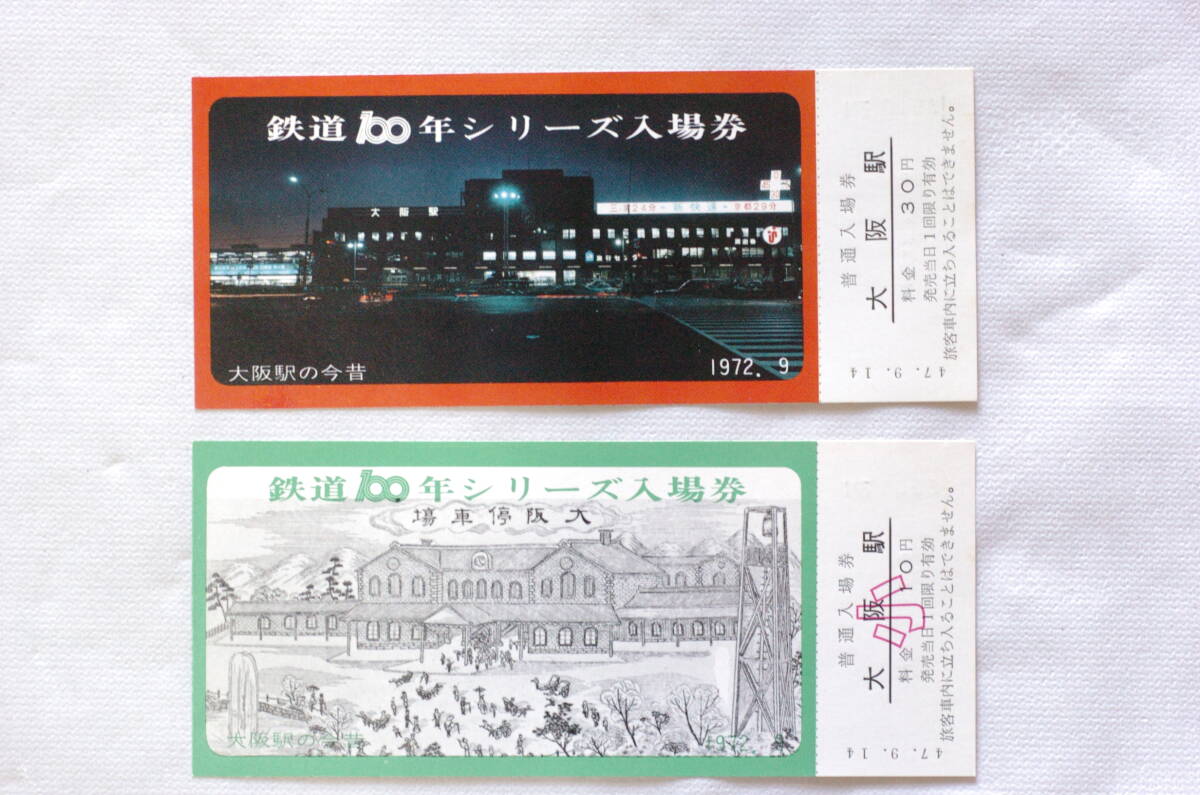 鉄道100年シリーズ入場券
大阪駅
三宮24分・新快速・京都29分
大阪駅の今昔
1972. 9
普通入場券
大阪駅
料金 30円
発売当日1回限り有効
旅客車内に立ち入ることはできません。
47. 9. 14
鉄道100年シリーズ入場券
場車停阪大
大阪駅の今昔
1972. 9
普通入場券
大阪駅
小
料金 10円
発売当日1回限り有効
旅客車内に立ち入ることはできません。
47. 9. 14